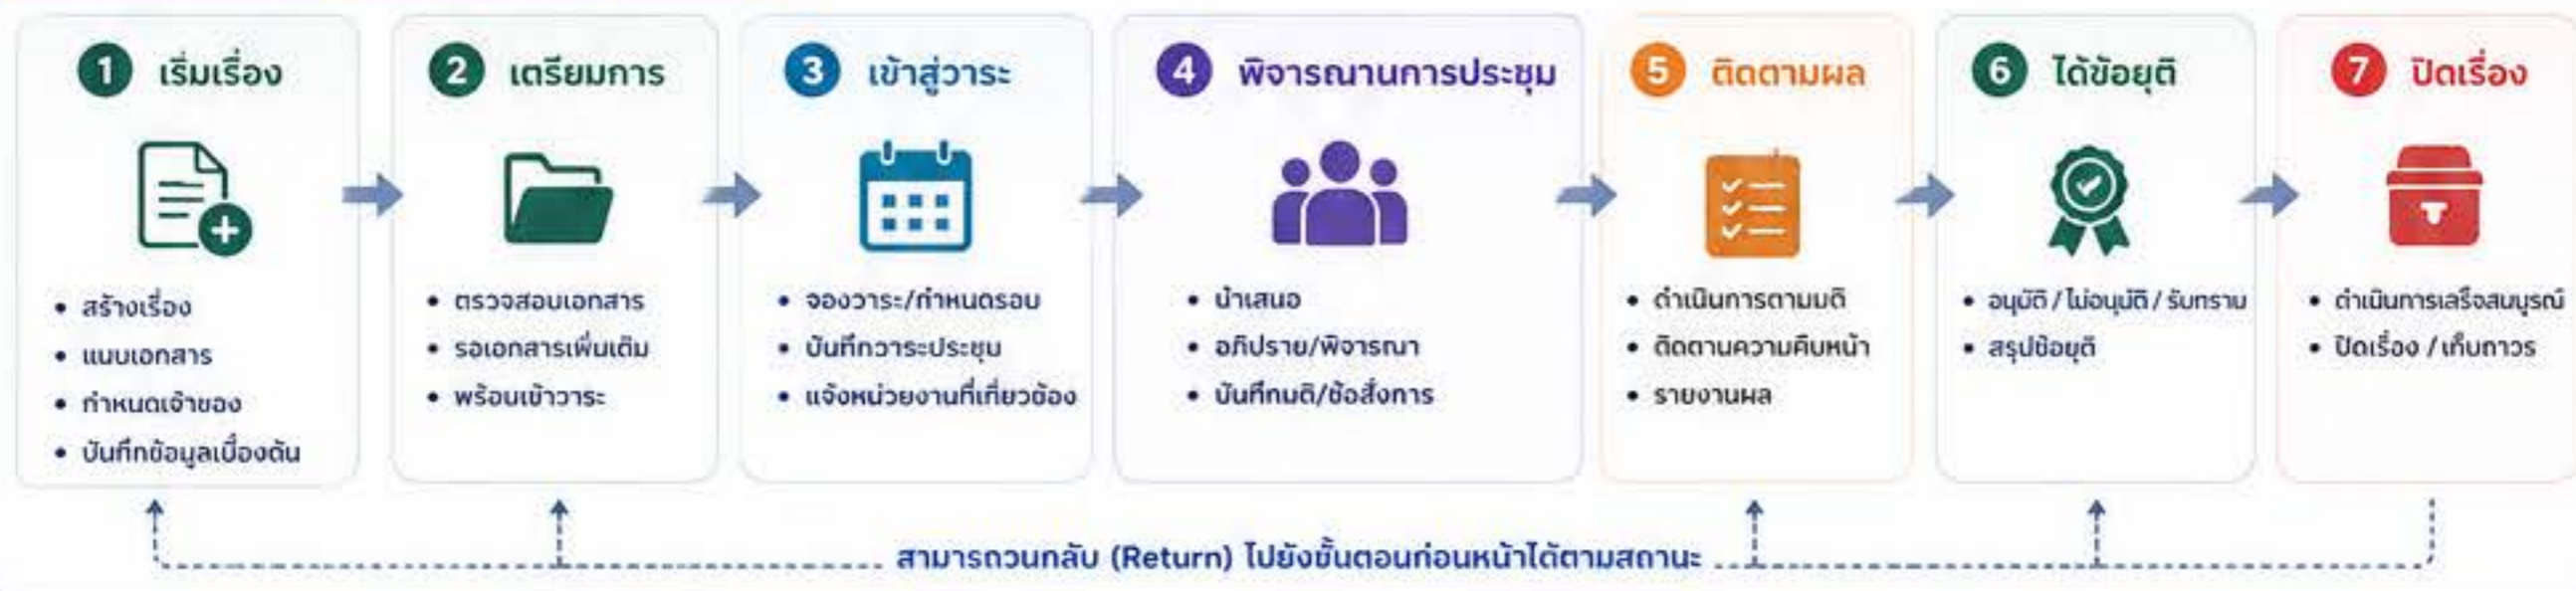 1 เริ่มเรื่อง
• สร้างเรื่อง
• แนบเอกสาร
• กำหนดเจ้าของ
• บันทึกข้อมูลเบื้องต้น
2 เตรียมการ
• ตรวจสอบเอกสาร
• รอเอกสารเพิ่มเติม
• พร้อมเข้าวาระ
3 เข้าสู่วาระ
• จองวาระ/กำหนดรอบ
• บันทึกวาระประชุม
• แจ้งหน่วยงานที่เกี่ยวข้อง
4 พิจารณานการประชุม
• นำเสนอ
• อภิปราย/พิจารณา
• บันทึกมติ/ข้อสั่งการ
5 ติดตามผล
• ดำเนินการตามมติ
• ติดตามความคืบหน้า
• รายงานผล
6 ได้ข้อยุติ
• อนุมัติ / ไม่อนุมัติ / รับทราบ
• สรุปข้อยุติ
7 ปิดเรื่อง
• ดำเนินการเสร็จสมบูรณ์
• ปิดเรื่อง / เก็บถาวร
สามารถวนกลับ (Return) ไปยังขั้นตอนก่อนหน้าได้ตามสถานะ